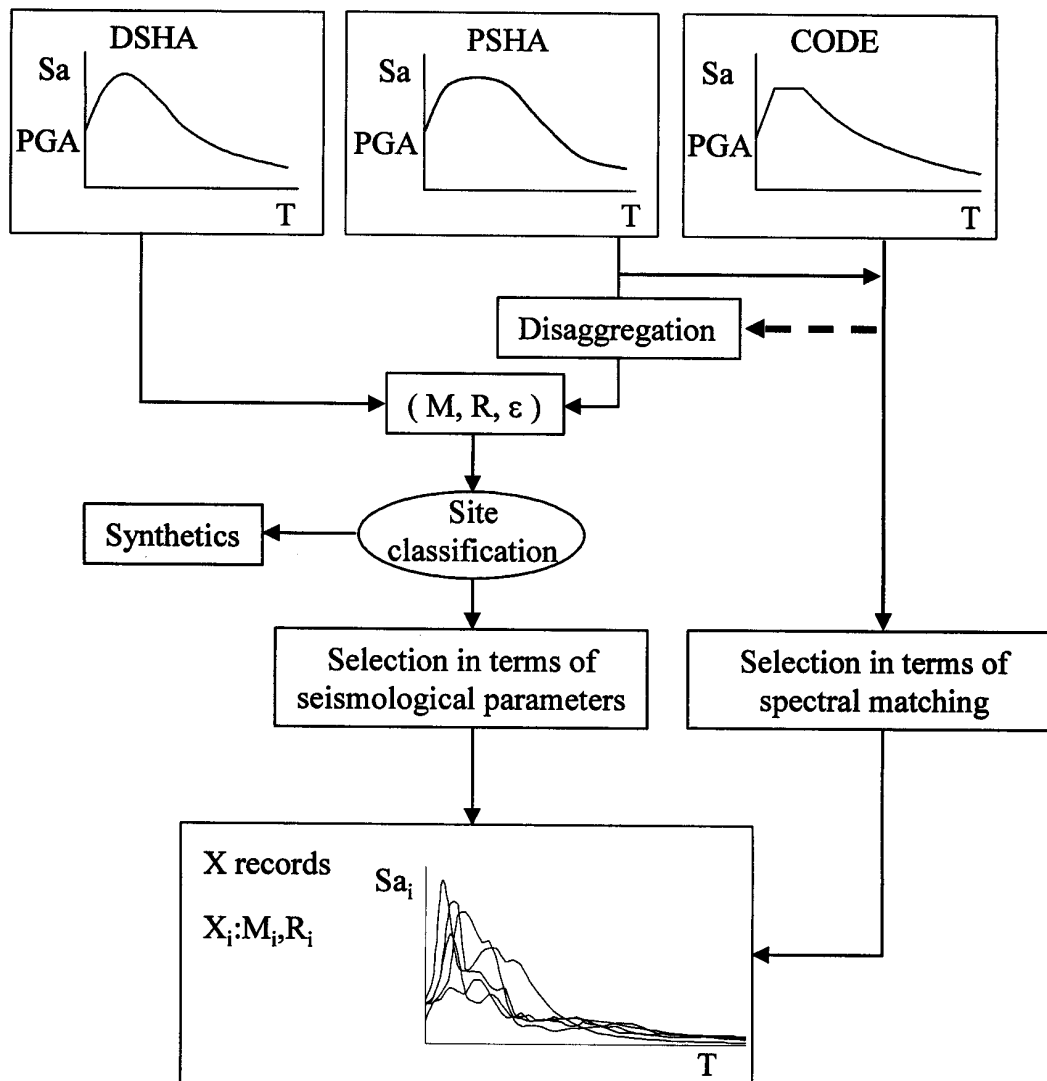 DSHA
Sa
PGA
T
PSHA
Sa
PGA
T
CODE
Sa
PGA
T
Disaggregation
( M, R, ε )
Site
classification
Synthetics
Selection in terms of
seismological parameters
Selection in terms of
spectral matching
X records
Xi:Mi,Ri
Sai
T